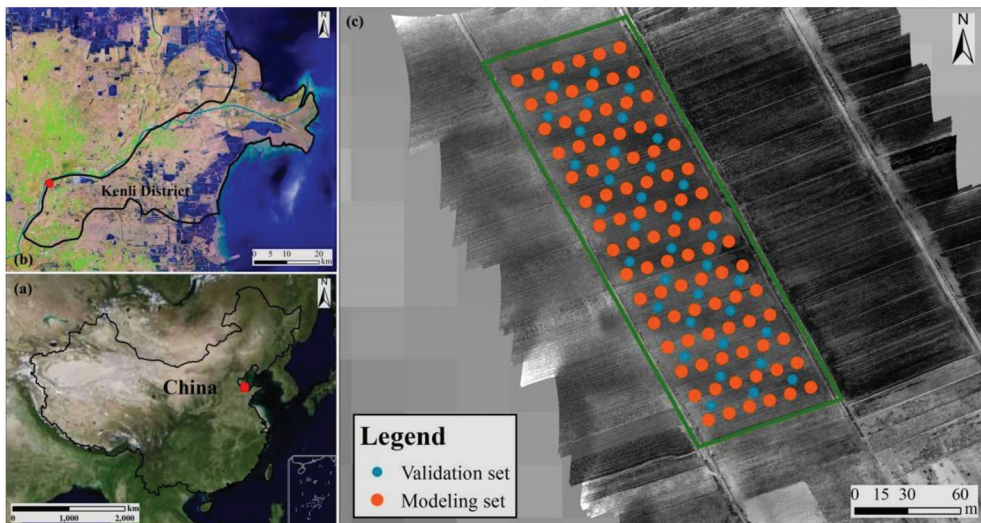 (b)
N
Kenli District
0 5 10 20
km
(a)
N
China
0 1,000 2,000
km
(c)
N
Legend
Validation set
Modeling set
0 15 30 60
m